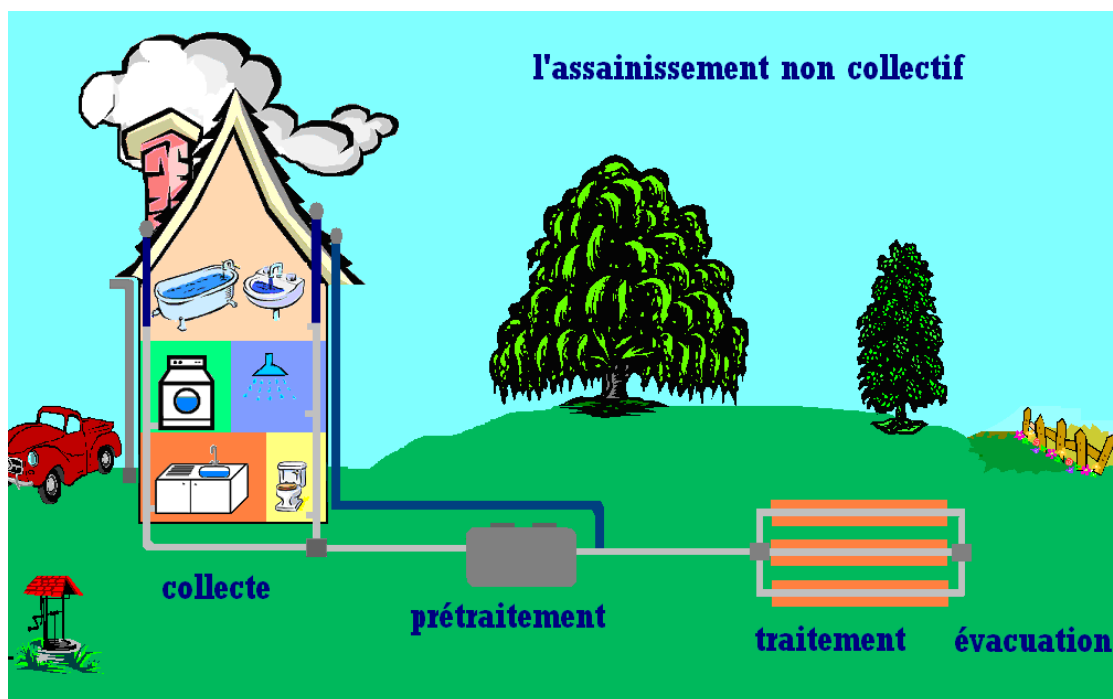 l'assainissement non collectif
collecte
prétraitement
traitement
évacuation